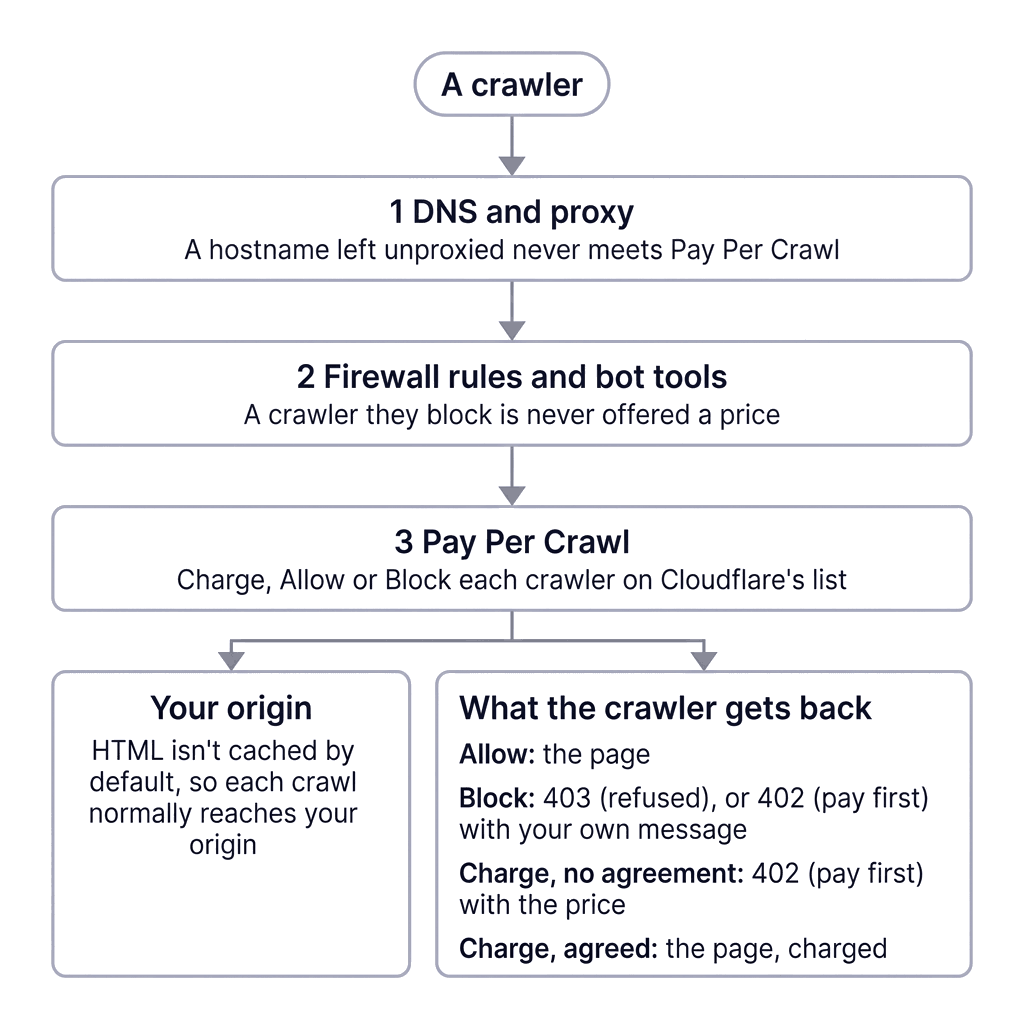 A crawler
1 DNS and proxy
A hostname left unproxied never meets Pay Per Crawl
2 Firewall rules and bot tools
A crawler they block is never offered a price
3 Pay Per Crawl
Charge, Allow or Block each crawler on Cloudflare's list
Your origin
HTML isn't cached by
default, so each crawl
normally reaches your
origin
What the crawler gets back
Allow: the page
Block: 403 (refused), or 402 (pay first)
with your own message
Charge, no agreement: 402 (pay first)
with the price
Charge, agreed: the page, charged